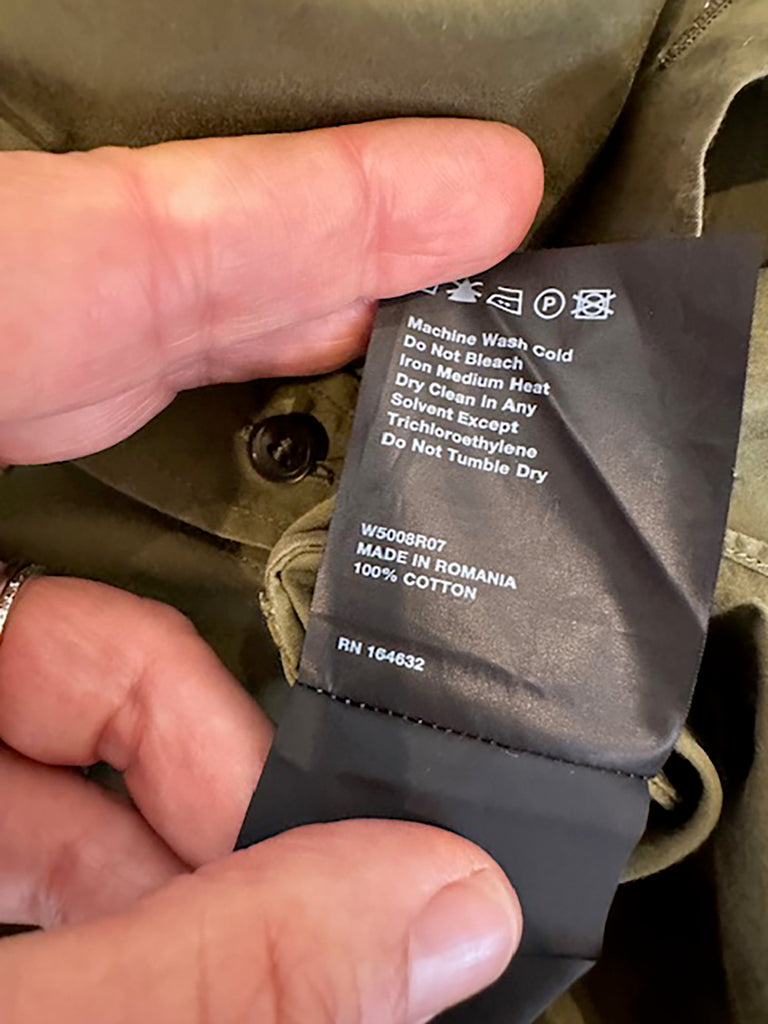 P
Machine Wash Cold
Do Not Bleach
Iron Medium Heat
Dry Clean In Any
Solvent Except
Trichloroethylene
Do Not Tumble Dry
W5008R07
MADE IN ROMANIA
100% COTTON
RN 164632